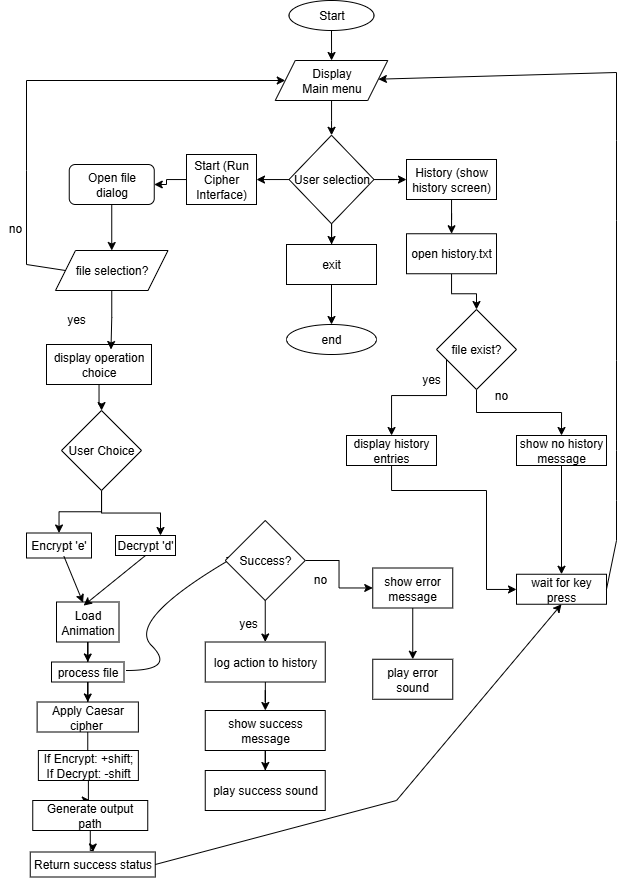 Start
Display
Main menu
User selection
Start (Run
Cipher
Interface)
Open file
dialog
History (show
history screen)
no
exit
open history.txt
file selection?
yes
end
file exist?
display operation
choice
yes
no
User Choice
display history
entries
show no history
message
Encrypt 'e'
Decrypt 'd'
Success?
no
show error
message
wait for key
press
Load
Animation
yes
process file
log action to history
play error
sound
Apply Caesar
cipher
show success
message
If Encrypt: +shift;
If Decrypt: -shift
play success sound
Generate output
path
Return success status